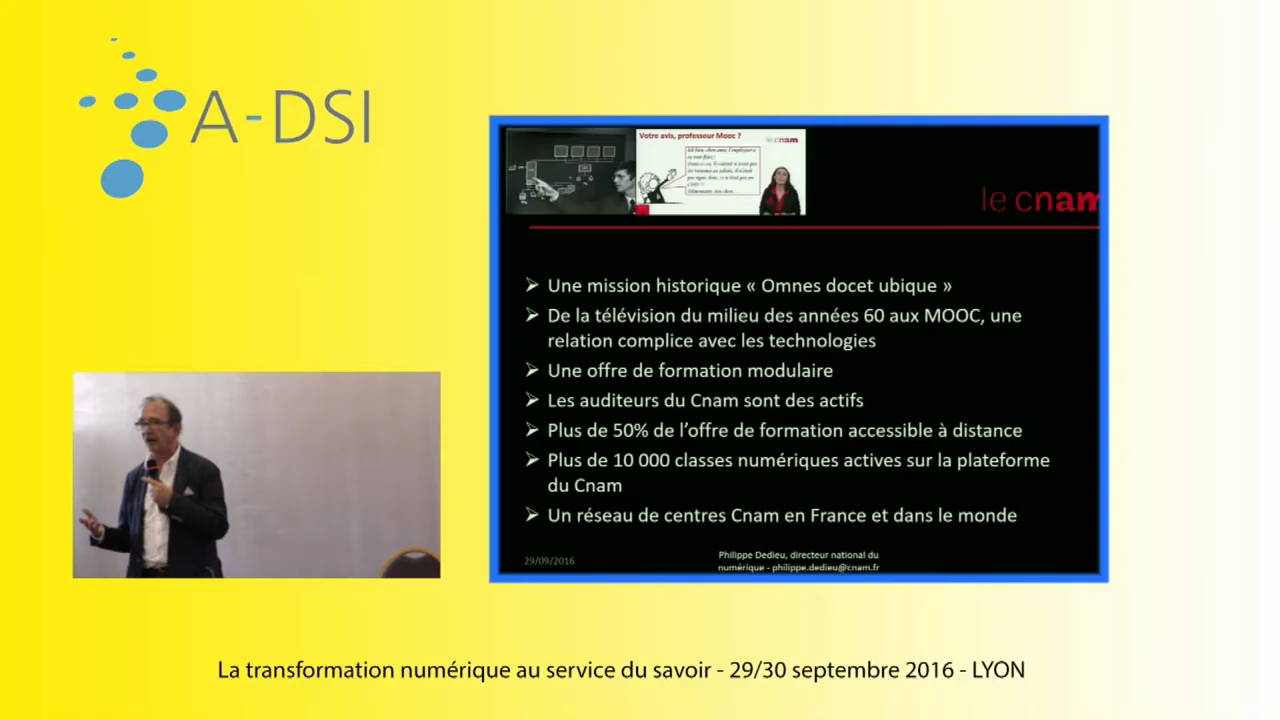 A-DSI
Votre avis, professeur Mooc ?
le cnam
le cnam
➢ Une mission historique « Omnes docet ubique »
➢ De la télévision du milieu des années 60 aux MOOC, une
relation complice avec les technologies
➢ Une offre de formation modulaire
➢ Les auditeurs du Cnam sont des actifs
➢ Plus de 50% de l’offre de formation accessible à distance
➢ Plus de 10 000 classes numériques actives sur la plateforme
du Cnam
➢ Un réseau de centres Cnam en France et dans le monde
29/09/2016
Philippe Dedieu, directeur national du
numérique - philippe.dedieu@cnam.fr
La transformation numérique au service du savoir - 29/30 septembre 2016 - LYON